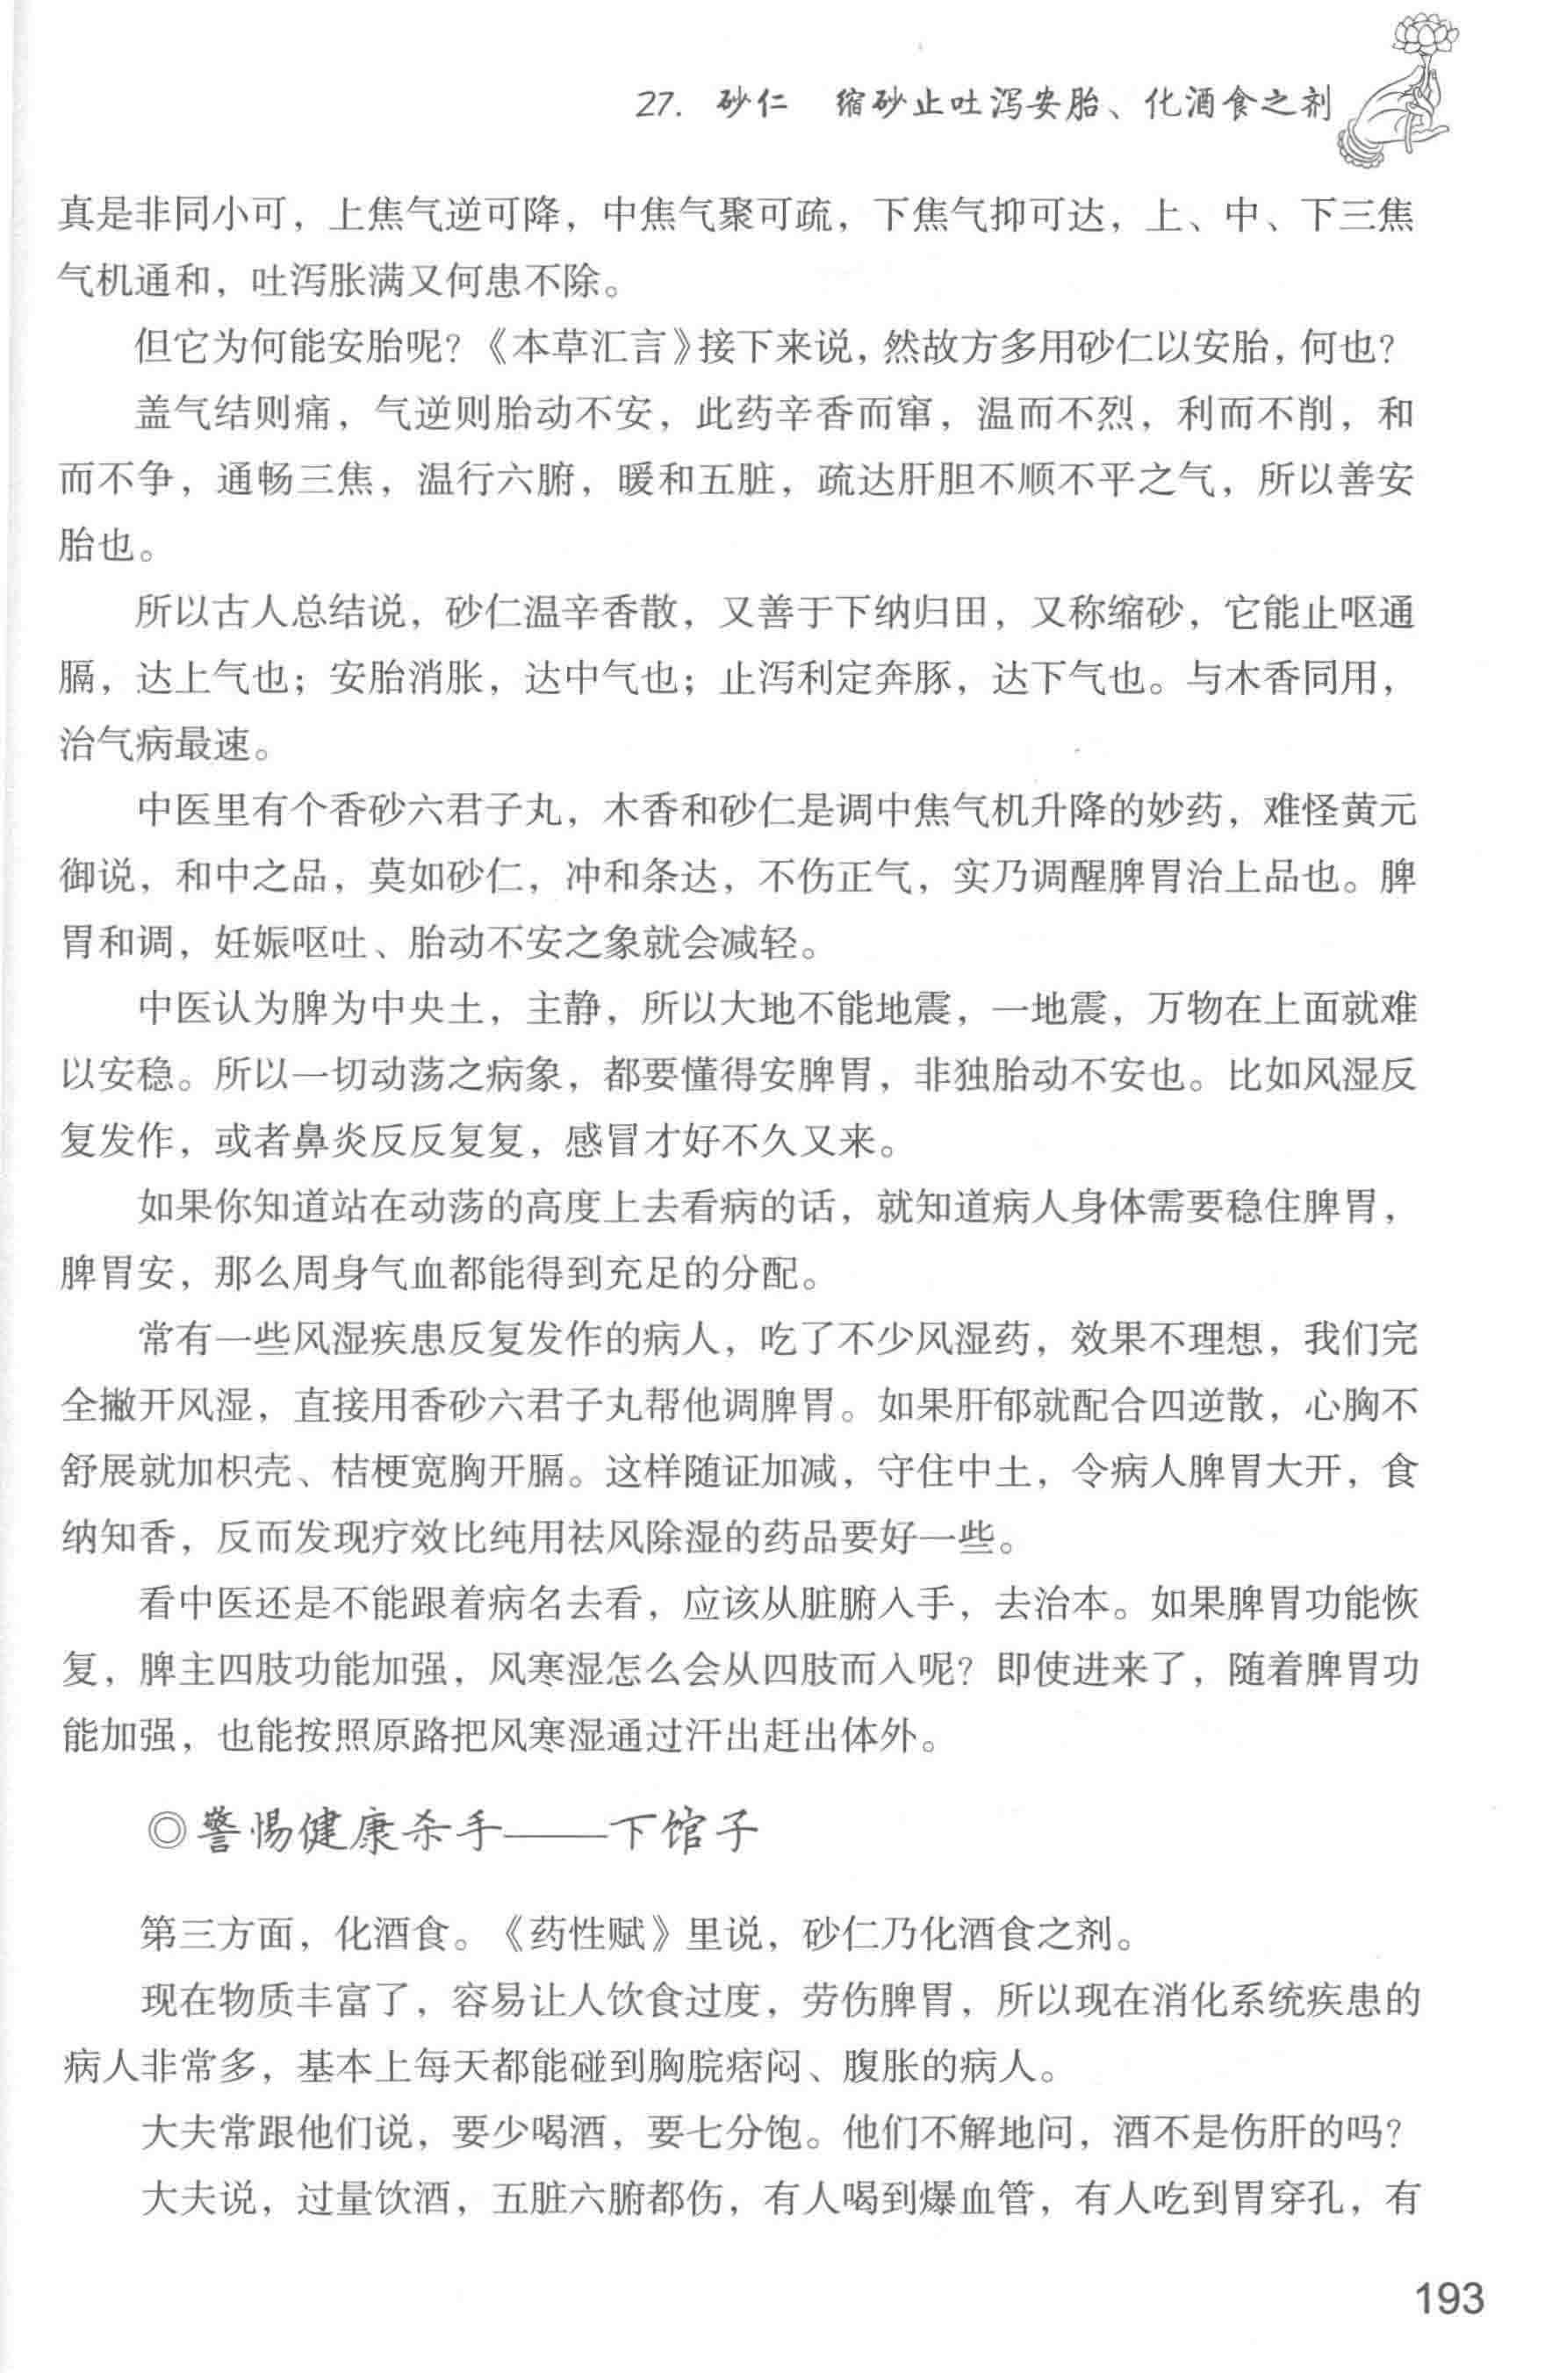 27. 砂仁　缩砂止吐泻安胎、化酒食之剂
真是非同小可，上焦气逆可降，中焦气聚可疏，下焦气抑可达，上、中、下三焦
气机通和，吐泻胀满又何患不除。
但它为何能安胎呢？《本草汇言》接下来说，然故方多用砂仁以安胎，何也？
盖气结则痛，气逆则胎动不安，此药辛香而窜，温而不烈，利而不削，和
而不争，通畅三焦，温行六腑，暖和五脏，疏达肝胆不顺不平之气，所以善安
胎也。
所以古人总结说，砂仁温辛香散，又善于下纳归田，又称缩砂，它能止呕通
膈，达上气也；安胎消胀，达中气也；止泻利定奔豚，达下气也。与木香同用，
治气病最速。
中医里有个香砂六君子丸，木香和砂仁是调中焦气机升降的妙药，难怪黄元
御说，和中之品，莫如砂仁，冲和条达，不伤正气，实乃调醒脾胃治上品也。脾
胃和调，妊娠呕吐、胎动不安之象就会减轻。
中医认为脾为中央土，主静，所以大地不能地震，一地震，万物在上面就难
以安稳。所以一切动荡之病象，都要懂得安脾胃，非独胎动不安也。比如风湿反
复发作，或者鼻炎反反复复，感冒才好不久又来。
如果你知道站在动荡的高度上去看病的话，就知道病人身体需要稳住脾胃，
脾胃安，那么周身气血都能得到充足的分配。
常有一些风湿疾患反复发作的病人，吃了不少风湿药，效果不理想，我们完
全撇开风湿，直接用香砂六君子丸帮他调脾胃。如果肝郁就配合四逆散，心胸不
舒展就加枳壳、桔梗宽胸开膈。这样随证加减，守住中土，令病人脾胃大开，食
纳知香，反而发现疗效比纯用祛风除湿的药品要好一些。
看中医还是不能跟着病名去看，应该从脏腑入手，去治本。如果脾胃功能恢
复，脾主四肢功能加强，风寒湿怎么会从四肢而入呢？即使进来了，随着脾胃功
能加强，也能按照原路把风寒湿通过汗出赶出体外。
◎警惕健康杀手——下馆子
第三方面，化酒食。《药性赋》里说，砂仁乃化酒食之剂。
现在物质丰富了，容易让人饮食过度，劳伤脾胃，所以现在消化系统疾患的
病人非常多，基本上每天都能碰到胸脘痞闷、腹胀的病人。
大夫常跟他们说，要少喝酒，要七分饱。他们不解地问，酒不是伤肝的吗？
大夫说，过量饮酒，五脏六腑都伤，有人喝到爆血管，有人吃到胃穿孔，有
193